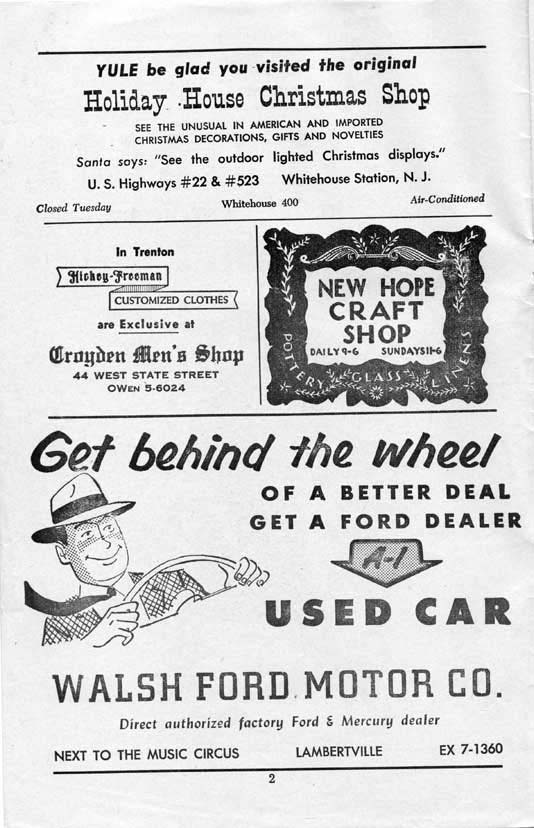 YULE be glad you visited the original
Holiday House Christmas Shop
SEE THE UNUSUAL IN AMERICAN AND IMPORTED
CHRISTMAS DECORATIONS, GIFTS AND NOVELTIES
Santa says: "See the outdoor lighted Christmas displays."
U. S. Highways #22 & #523 Whitehouse Station, N. J.
Closed Tuesday Whitehouse 400 Air-Conditioned
In Trenton
Hickey-Freeman
CUSTOMIZED CLOTHES
are Exclusive at
Croyden Men's Shop
44 WEST STATE STREET
OWEN 5-6024
NEW HOPE
CRAFT
SHOP
DAILY 9-6 SUNDAYS 11-6
POTTERY GLASS LINENS
Get behind the wheel
OF A BETTER DEAL
GET A FORD DEALER
A-1
USED CAR
WALSH FORD MOTOR CO.
Direct authorized factory Ford & Mercury dealer
NEXT TO THE MUSIC CIRCUS LAMBERTVILLE EX 7-1360
2